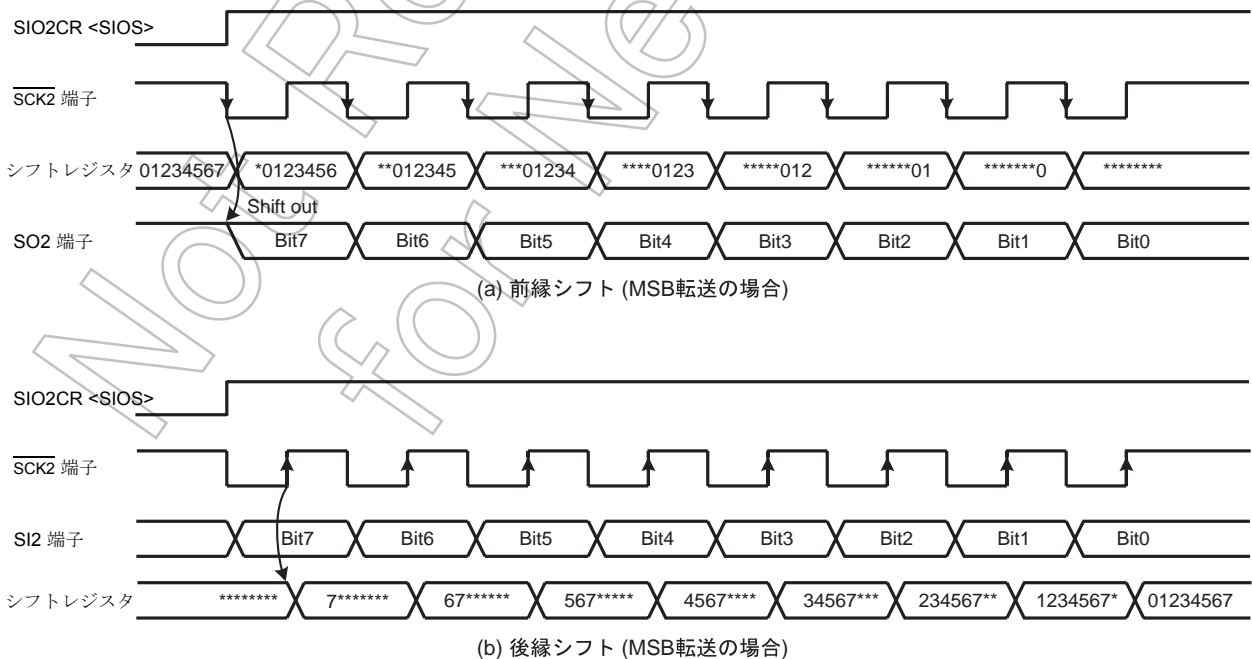 SIO2CR <SIOS>
SCK2 端子
シフトレジスタ 01234567 *0123456 **012345 ***01234 ****0123 *****012 ******01 *******0 ********
Shift out
SO2 端子 Bit7 Bit6 Bit5 Bit4 Bit3 Bit2 Bit1 Bit0
(a) 前縁シフト (MSB転送の場合)
SIO2CR <SIOS>
SCK2 端子
SI2 端子 Bit7 Bit6 Bit5 Bit4 Bit3 Bit2 Bit1 Bit0
シフトレジスタ ******** 7******* 67****** 567***** 4567**** 34567*** 234567** 1234567* 01234567
(b) 後縁シフト (MSB転送の場合)
Not R
for Ne